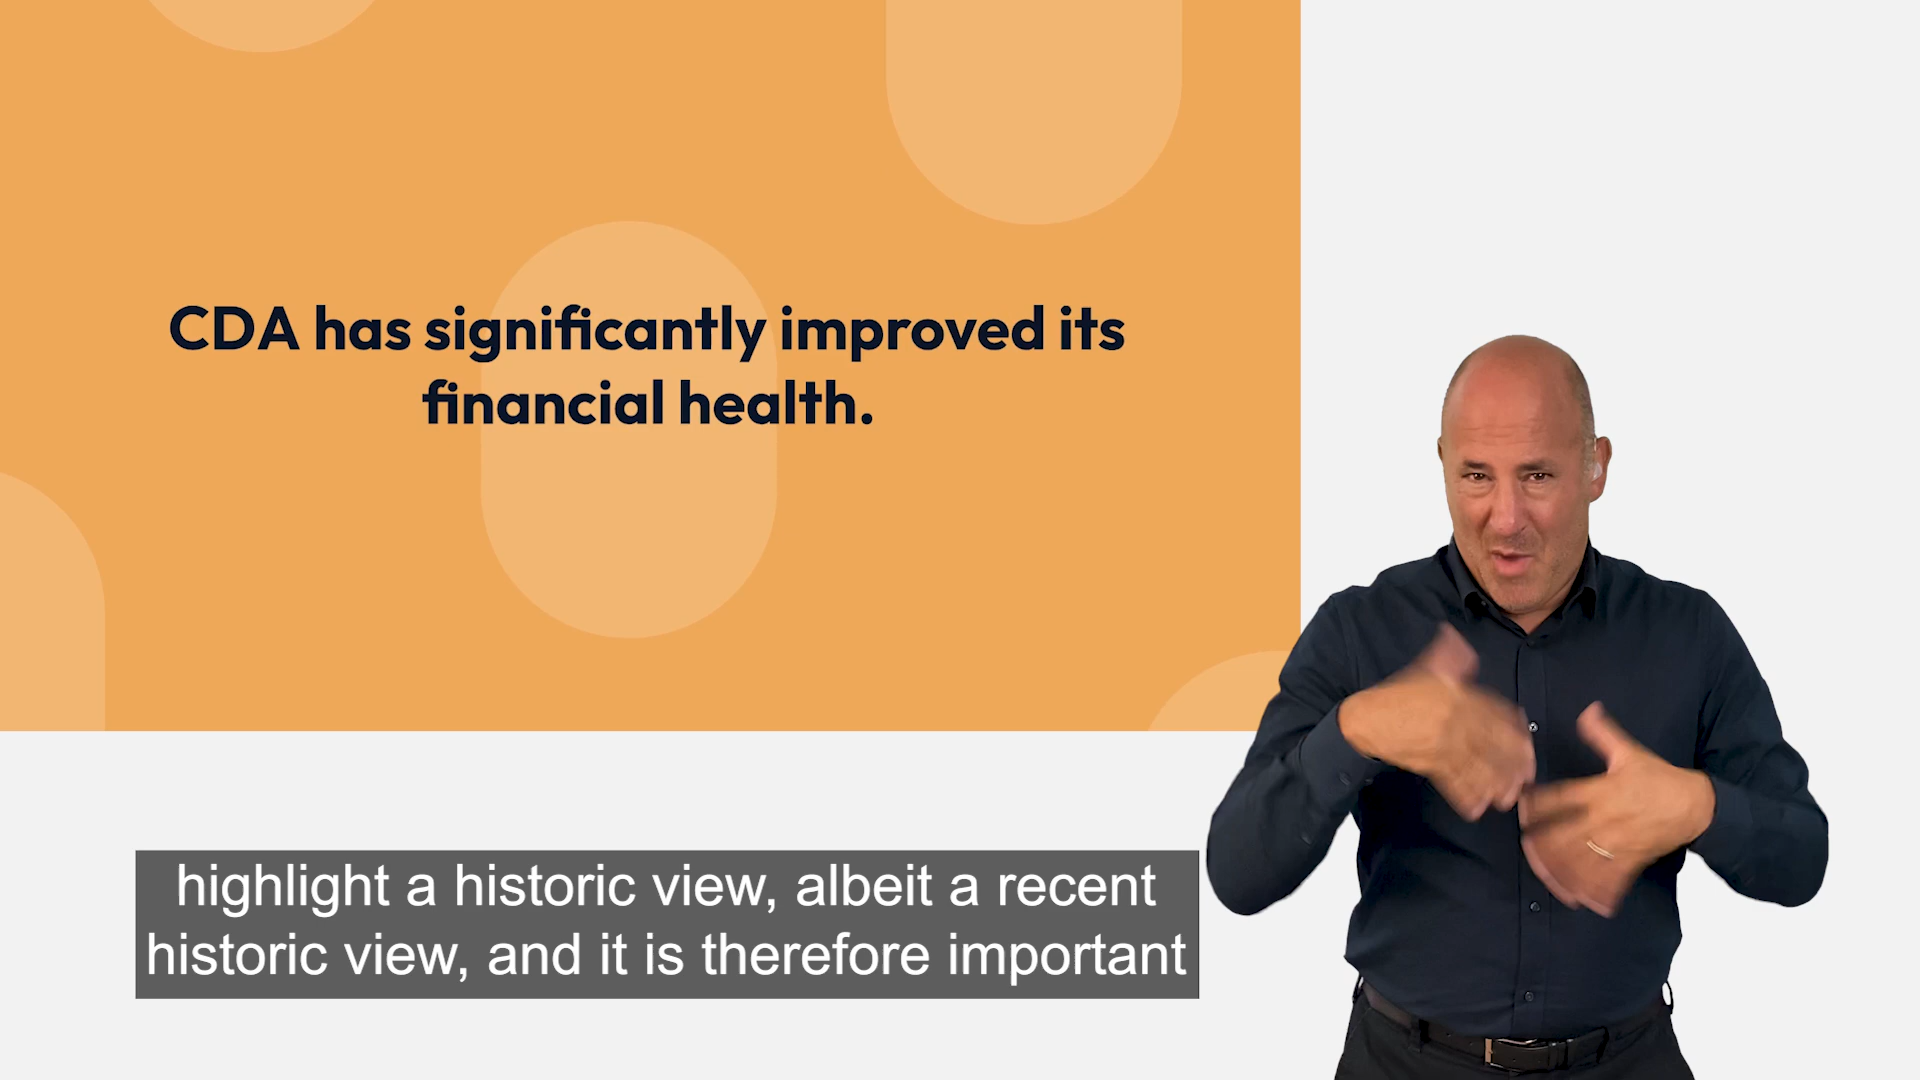 CDA has significantly improved its
financial health.
highlight a historic view, albeit a recent
historic view, and it is therefore important